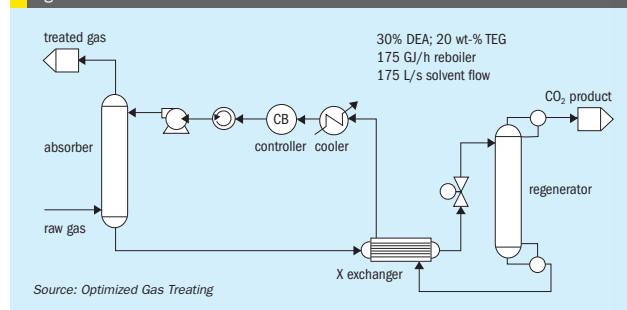 treated gas
30% DEA; 20 wt-% TEG
175 GJ/h reboiler
175 L/s solvent flow
CO₂ product
CB
absorber
controller
cooler
regenerator
raw gas
X exchanger
Source: Optimized Gas Treating